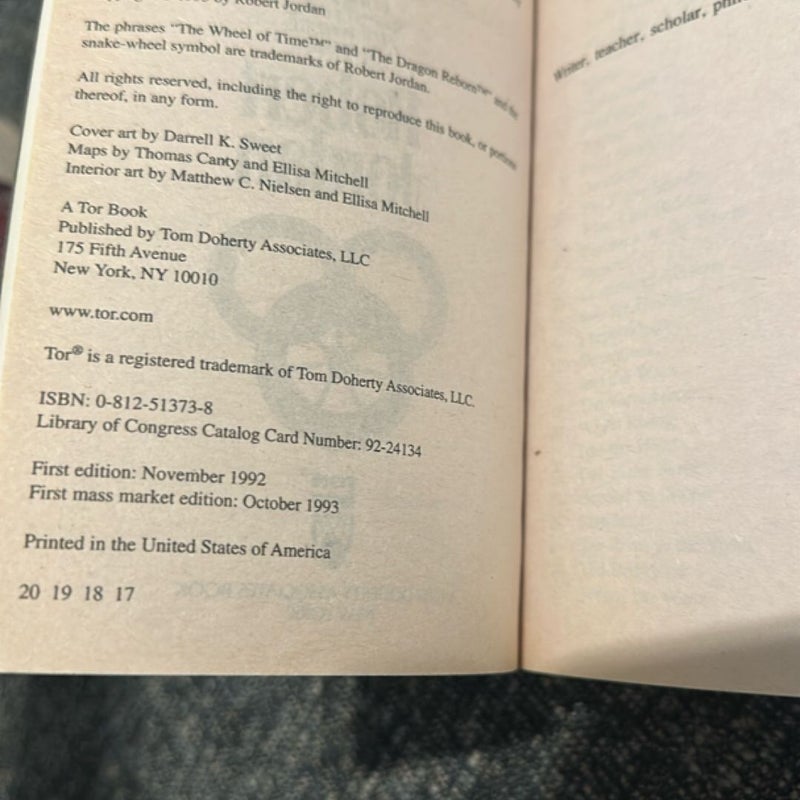 by Robert Jordan
The phrases "The Wheel of Time™" and "The Dragon Reborn™" and the
snake-wheel symbol are trademarks of Robert Jordan.
All rights reserved, including the right to reproduce this book, or portions
thereof, in any form.
Cover art by Darrell K. Sweet
Maps by Thomas Canty and Ellisa Mitchell
Interior art by Matthew C. Nielsen and Ellisa Mitchell
A Tor Book
Published by Tom Doherty Associates, LLC
175 Fifth Avenue
New York, NY 10010
www.tor.com
Tor® is a registered trademark of Tom Doherty Associates, LLC.
ISBN: 0-812-51373-8
Library of Congress Catalog Card Number: 92-24134
First edition: November 1992
First mass market edition: October 1993
Printed in the United States of America
20 19 18 17
Writer, teacher, scholar,